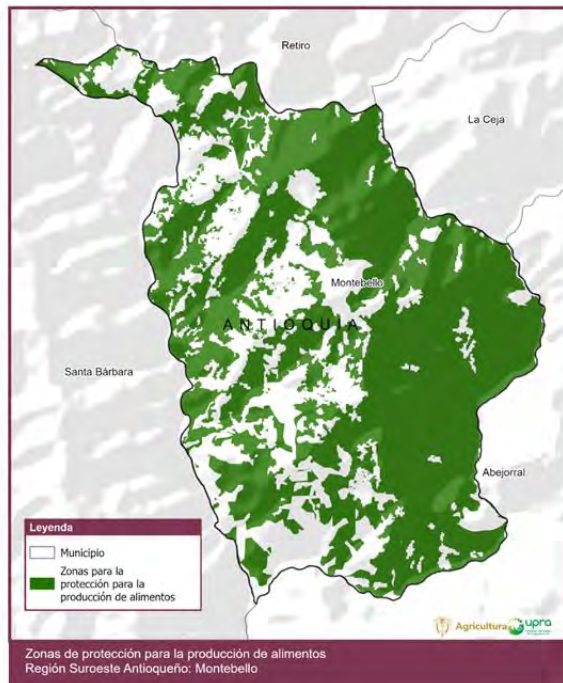 Retiro
La Ceja
Montebello
ANTIOQUIA
Santa Bárbara
Abejorral
Leyenda
Municipio
Zonas para la
protección para la
producción de alimentos
Agricultura upra
Zonas de protección para la producción de alimentos
Región Suroeste Antioqueño: Montebello